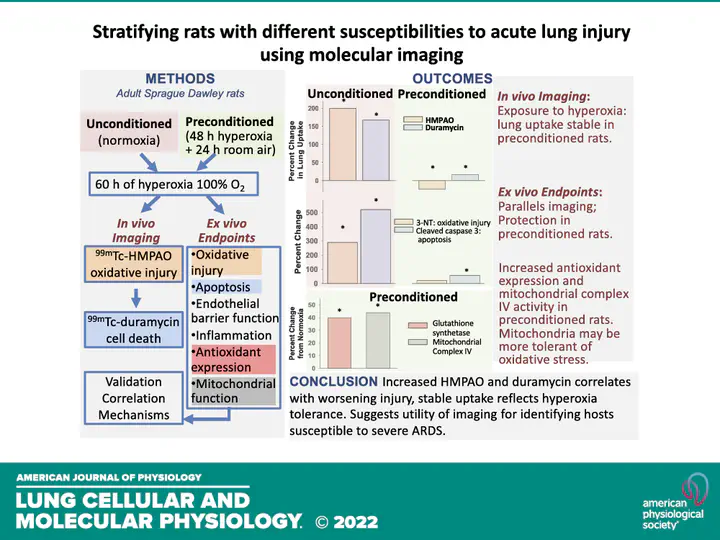 Stratifying rats with different susceptibilities to acute lung injury
using molecular imaging
METHODS
Adult Sprague Dawley rats
Unconditioned
(normoxia)
Preconditioned
(48 h hyperoxia
+ 24 h room air)
60 h of hyperoxia 100% O₂
In vivo
Imaging
⁹⁹ᵐTc-HMPAO
oxidative injury
⁹⁹ᵐTc-duramycin
cell death
Validation
Correlation
Mechanisms
Ex vivo
Endpoints
•Oxidative
injury
•Apoptosis
•Endothelial
barrier function
•Inflammation
•Antioxidant
expression
•Mitochondrial
function
OUTCOMES
Unconditioned
Preconditioned
Percent Change
in Lung Uptake
200
150
100
50
0
*
*
*
*
HMPAO
Duramycin
Percent Change
500
400
300
200
100
0
*
*
*
3-NT: oxidative injury
Cleaved caspase 3:
apoptosis
Preconditioned
Percent Change
from Normoxia
50
40
30
20
10
0
*
*
Glutathione
synthetase
Mitochondrial
Complex IV
In vivo Imaging:
Exposure to hyperoxia:
lung uptake stable in
preconditioned rats.
Ex vivo Endpoints:
Parallels imaging;
Protection in
preconditioned rats.
Increased antioxidant
expression and
mitochondrial complex
IV activity in
preconditioned rats.
Mitochondria may be
more tolerant of
oxidative stress.
CONCLUSION Increased HMPAO and duramycin correlates
with worsening injury, stable uptake reflects hyperoxia
tolerance. Suggests utility of imaging for identifying hosts
susceptible to severe ARDS.
AMERICAN JOURNAL OF PHYSIOLOGY
LUNG CELLULAR AND
MOLECULAR PHYSIOLOGY. © 2022
american
physiological
society®